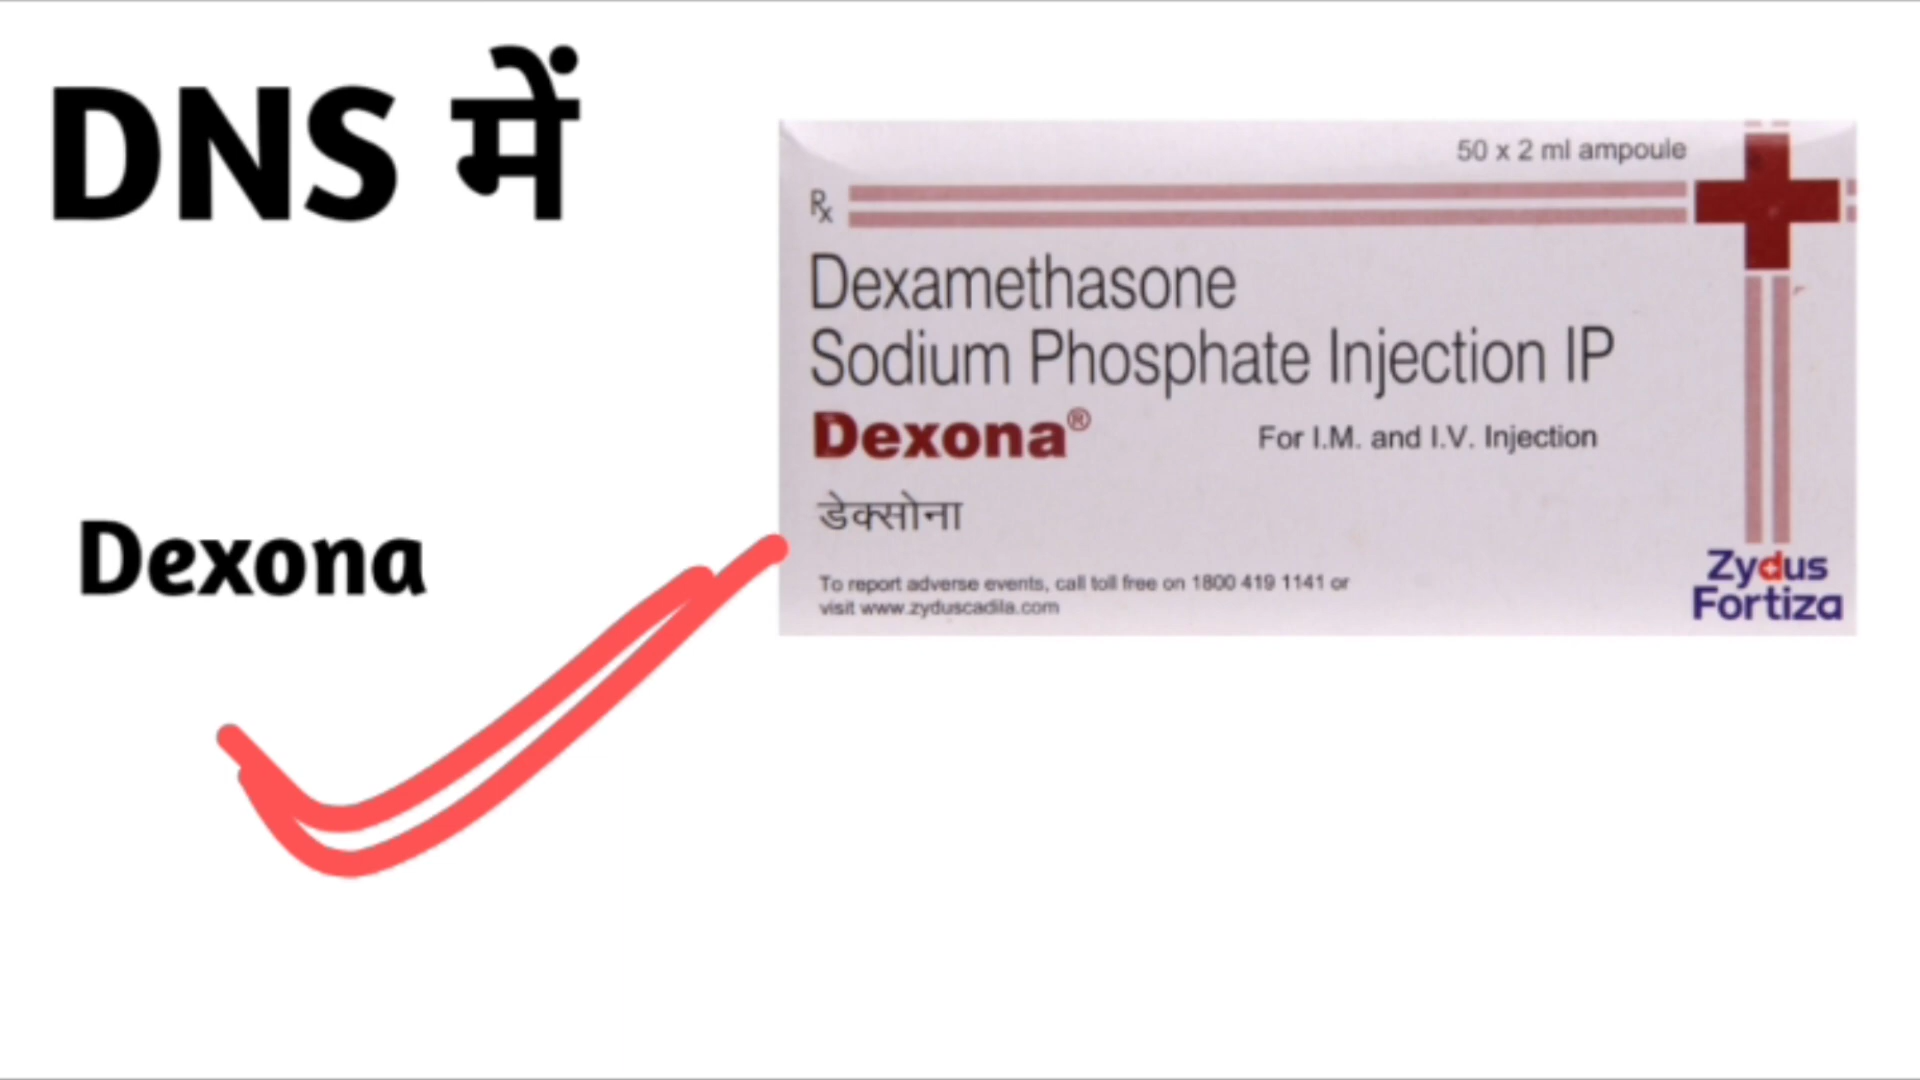 DNS में
Dexona
50 x 2 ml ampoule
Rx
Dexamethasone
Sodium Phosphate Injection IP
Dexona®
For I.M. and I.V. Injection
डेक्सोना
To report adverse events, call toll free on 1800 419 1141 or
visit www.zyduscadila.com
Zydus
Fortiza